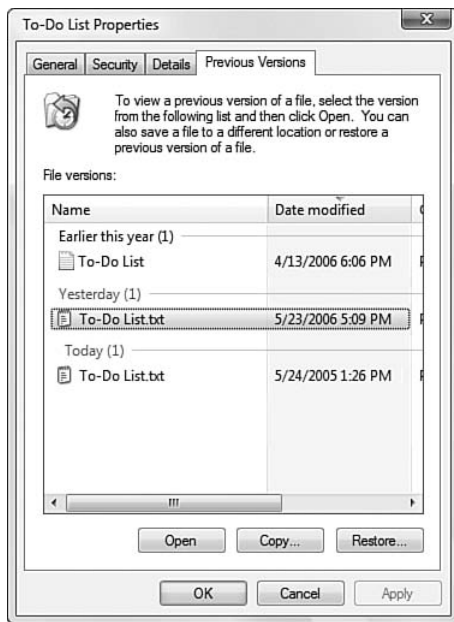 To-Do List Properties
General Security Details Previous Versions
To view a previous version of a file, select the version
from the following list and then click Open. You can
also save a file to a different location or restore a
previous version of a file.
File versions:
Name Date modified
Earlier this year (1)
To-Do List 4/13/2006 6:06 PM
Yesterday (1)
To-Do List.txt 5/23/2006 5:09 PM
Today (1)
To-Do List.txt 5/24/2005 1:26 PM
Open Copy... Restore...
OK Cancel Apply